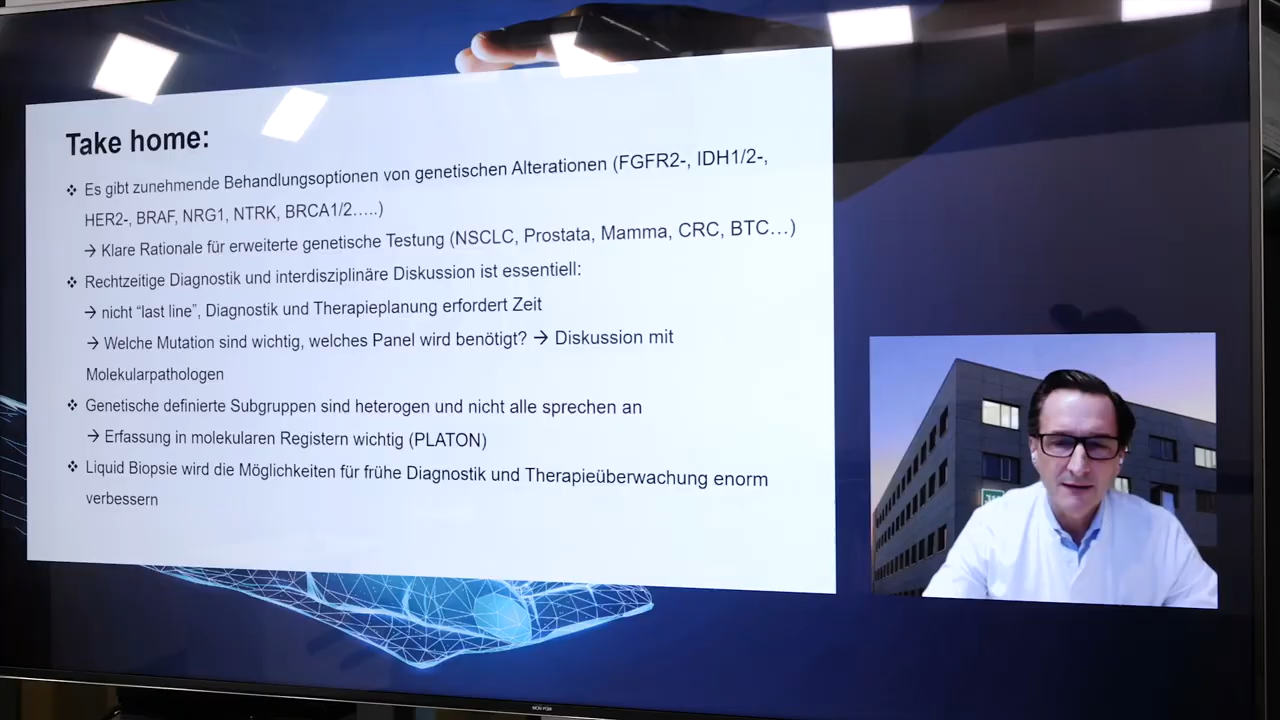 Take home:
❖ Es gibt zunehmende Behandlungsoptionen von genetischen Alterationen (FGFR2-, IDH1/2-,
HER2-, BRAF, NRG1, NTRK, BRCA1/2…..)
→ Klare Rationale für erweiterte genetische Testung (NSCLC, Prostata, Mamma, CRC, BTC…)
❖ Rechtzeitige Diagnostik und interdisziplinäre Diskussion ist essentiell:
→ nicht “last line”, Diagnostik und Therapieplanung erfordert Zeit
→ Welche Mutation sind wichtig, welches Panel wird benötigt? → Diskussion mit
Molekularpathologen
❖ Genetische definierte Subgruppen sind heterogen und nicht alle sprechen an
→ Erfassung in molekularen Registern wichtig (PLATON)
❖ Liquid Biopsie wird die Möglichkeiten für frühe Diagnostik und Therapieüberwachung enorm
verbessern